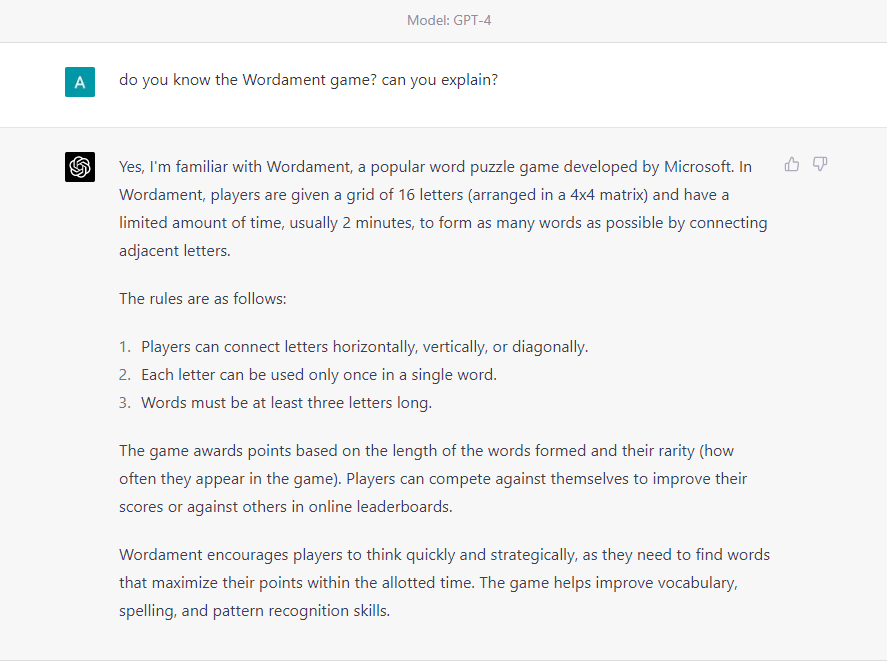 Model: GPT-4
A
do you know the Wordament game? can you explain?
Yes, I'm familiar with Wordament, a popular word puzzle game developed by Microsoft. In
Wordament, players are given a grid of 16 letters (arranged in a 4x4 matrix) and have a
limited amount of time, usually 2 minutes, to form as many words as possible by connecting
adjacent letters.
The rules are as follows:
1. Players can connect letters horizontally, vertically, or diagonally.
2. Each letter can be used only once in a single word.
3. Words must be at least three letters long.
The game awards points based on the length of the words formed and their rarity (how
often they appear in the game). Players can compete against themselves to improve their
scores or against others in online leaderboards.
Wordament encourages players to think quickly and strategically, as they need to find words
that maximize their points within the allotted time. The game helps improve vocabulary,
spelling, and pattern recognition skills.